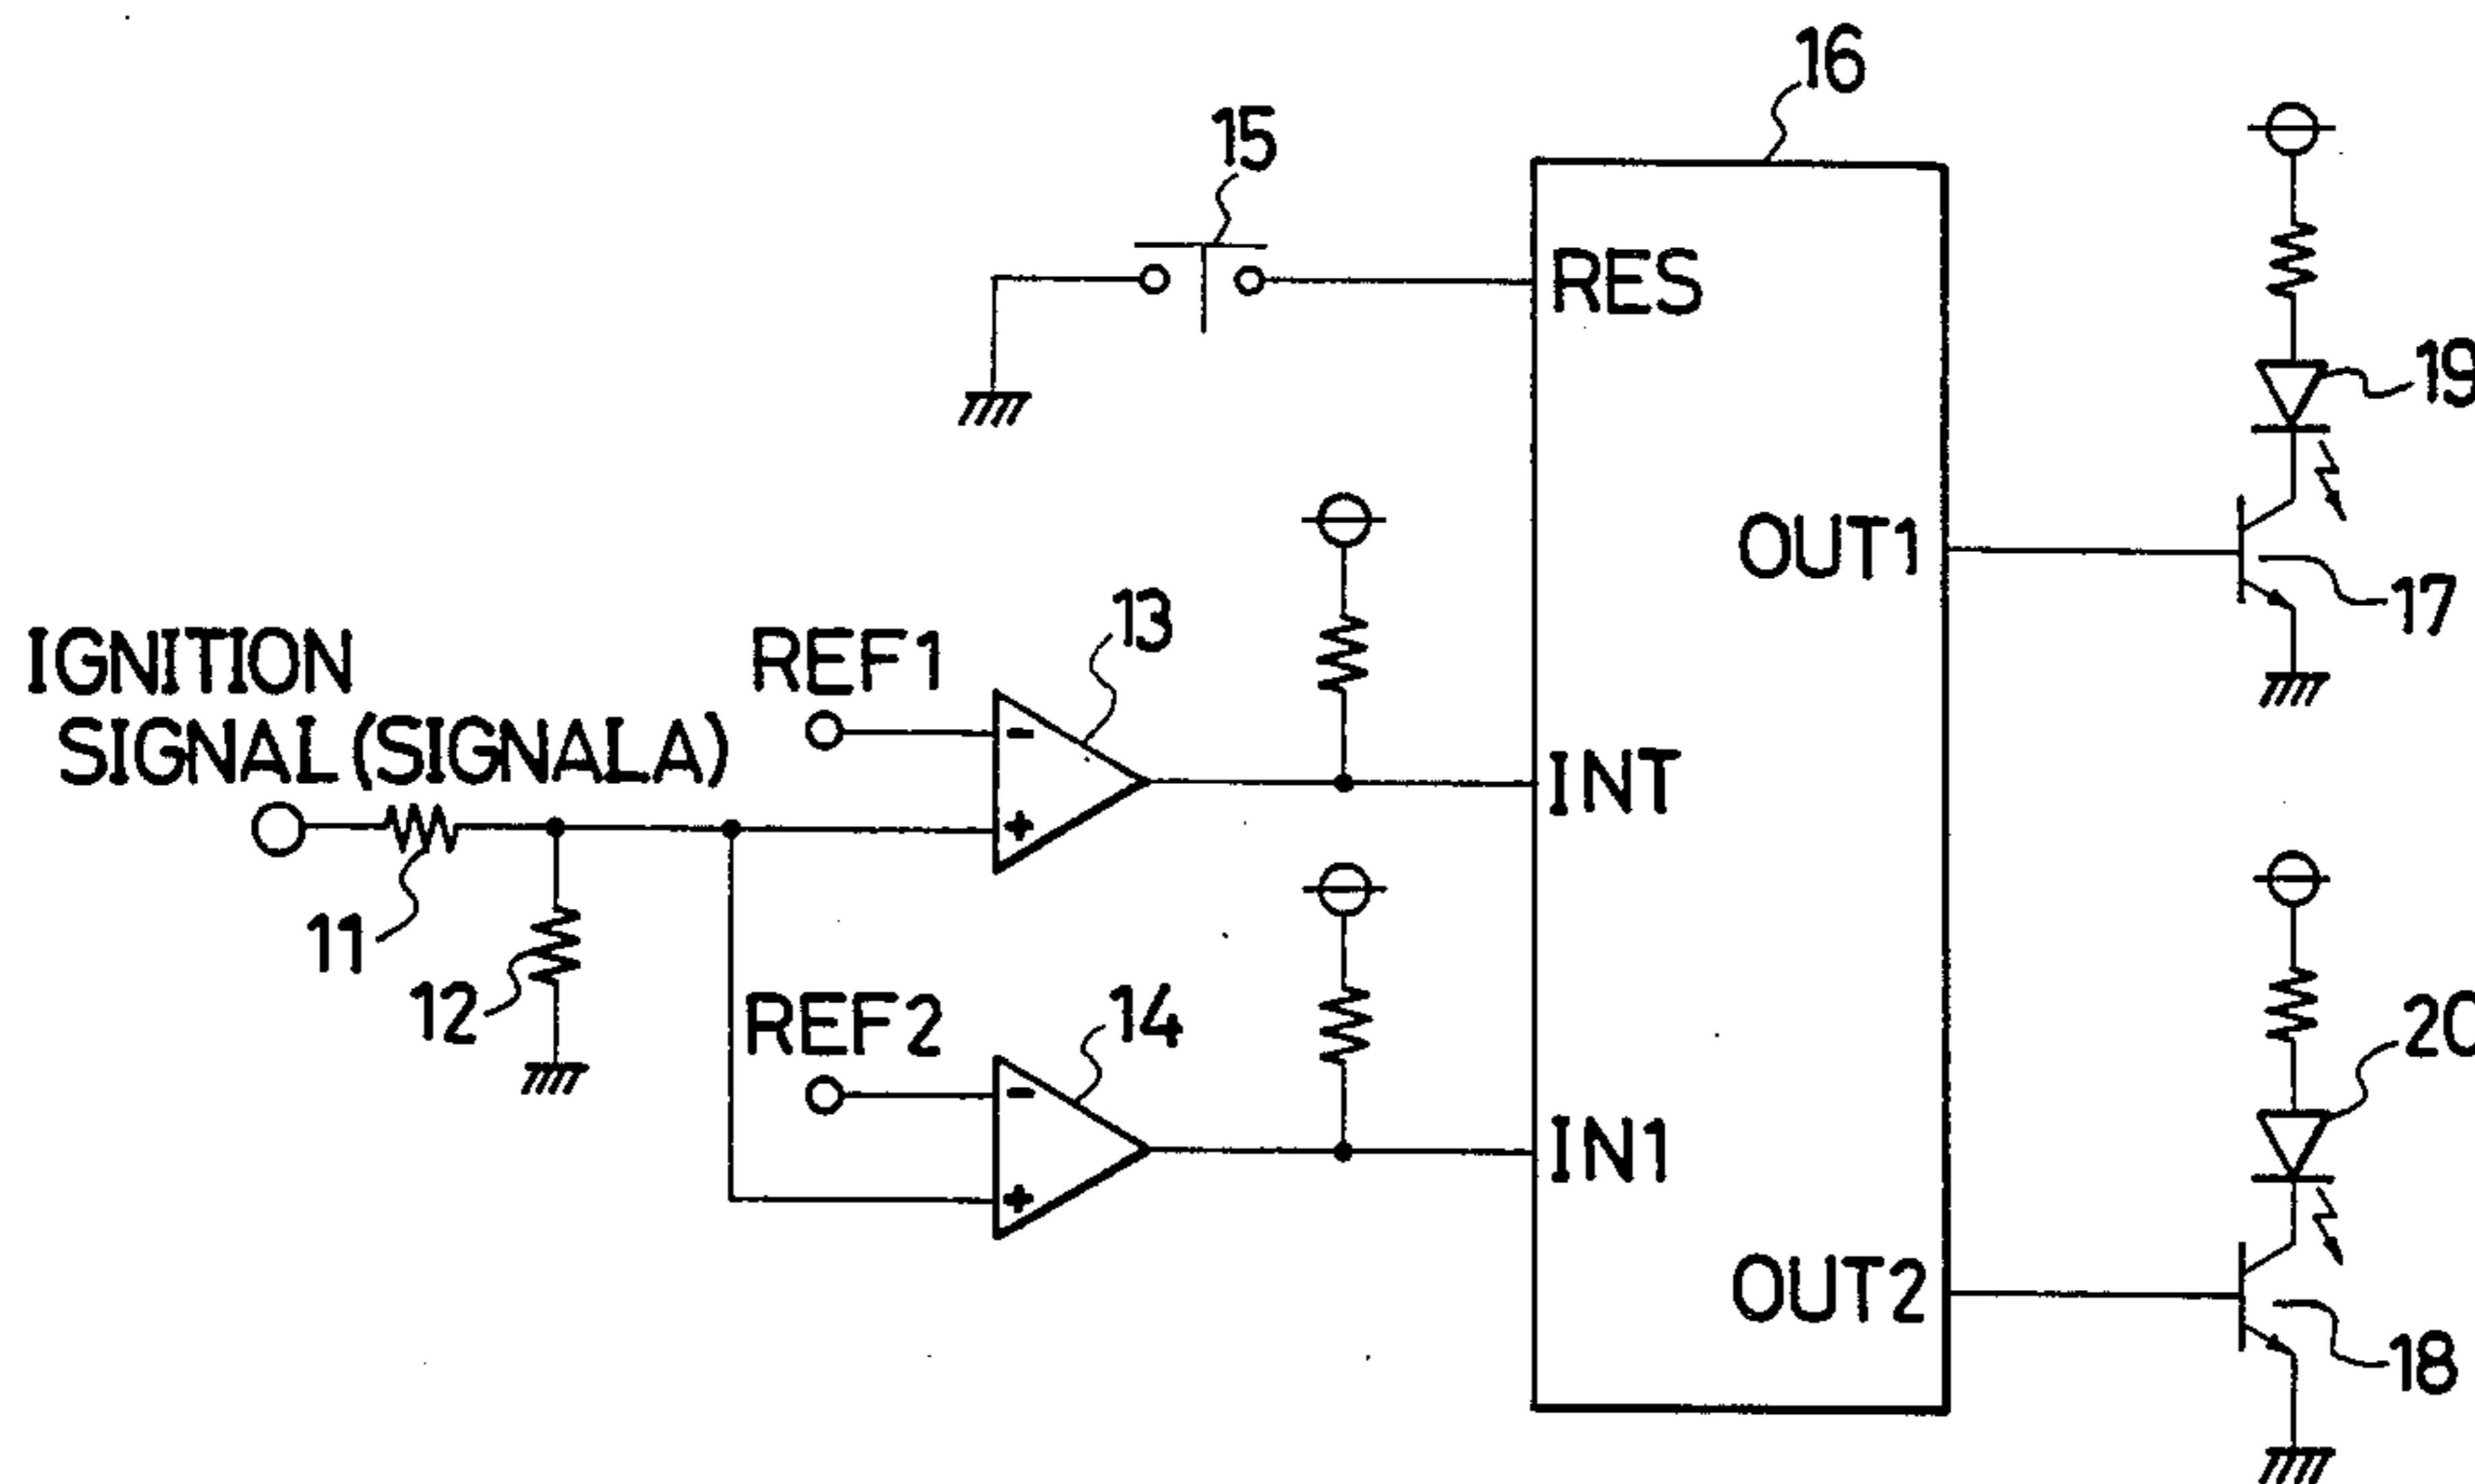 16
15
RES
19
OUT1
17
13
IGNITION
SIGNAL (SIGNALA)
REF1
INT
11
12
REF2
14
20
IN1
OUT2
18